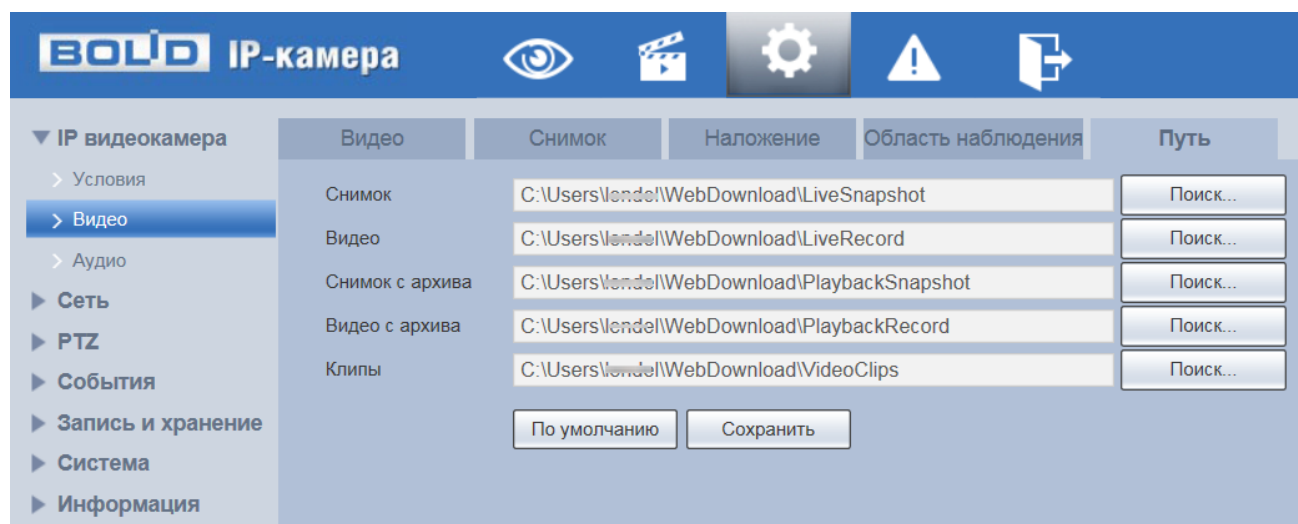 BOLID IP-камера
IP видеокамера
Условия
Видео
Аудио
Сеть
PTZ
События
Запись и хранение
Система
Информация
Видео Снимок Наложение Область наблюдения Путь
Снимок C:\Users\ \WebDownload\LiveSnapshot Поиск...
Видео C:\Users\ \WebDownload\LiveRecord Поиск...
Снимок с архива C:\Users\ \WebDownload\PlaybackSnapshot Поиск...
Видео с архива C:\Users\ \WebDownload\PlaybackRecord Поиск...
Клипы C:\Users\ \WebDownload\VideoClips Поиск...
По умолчанию Сохранить